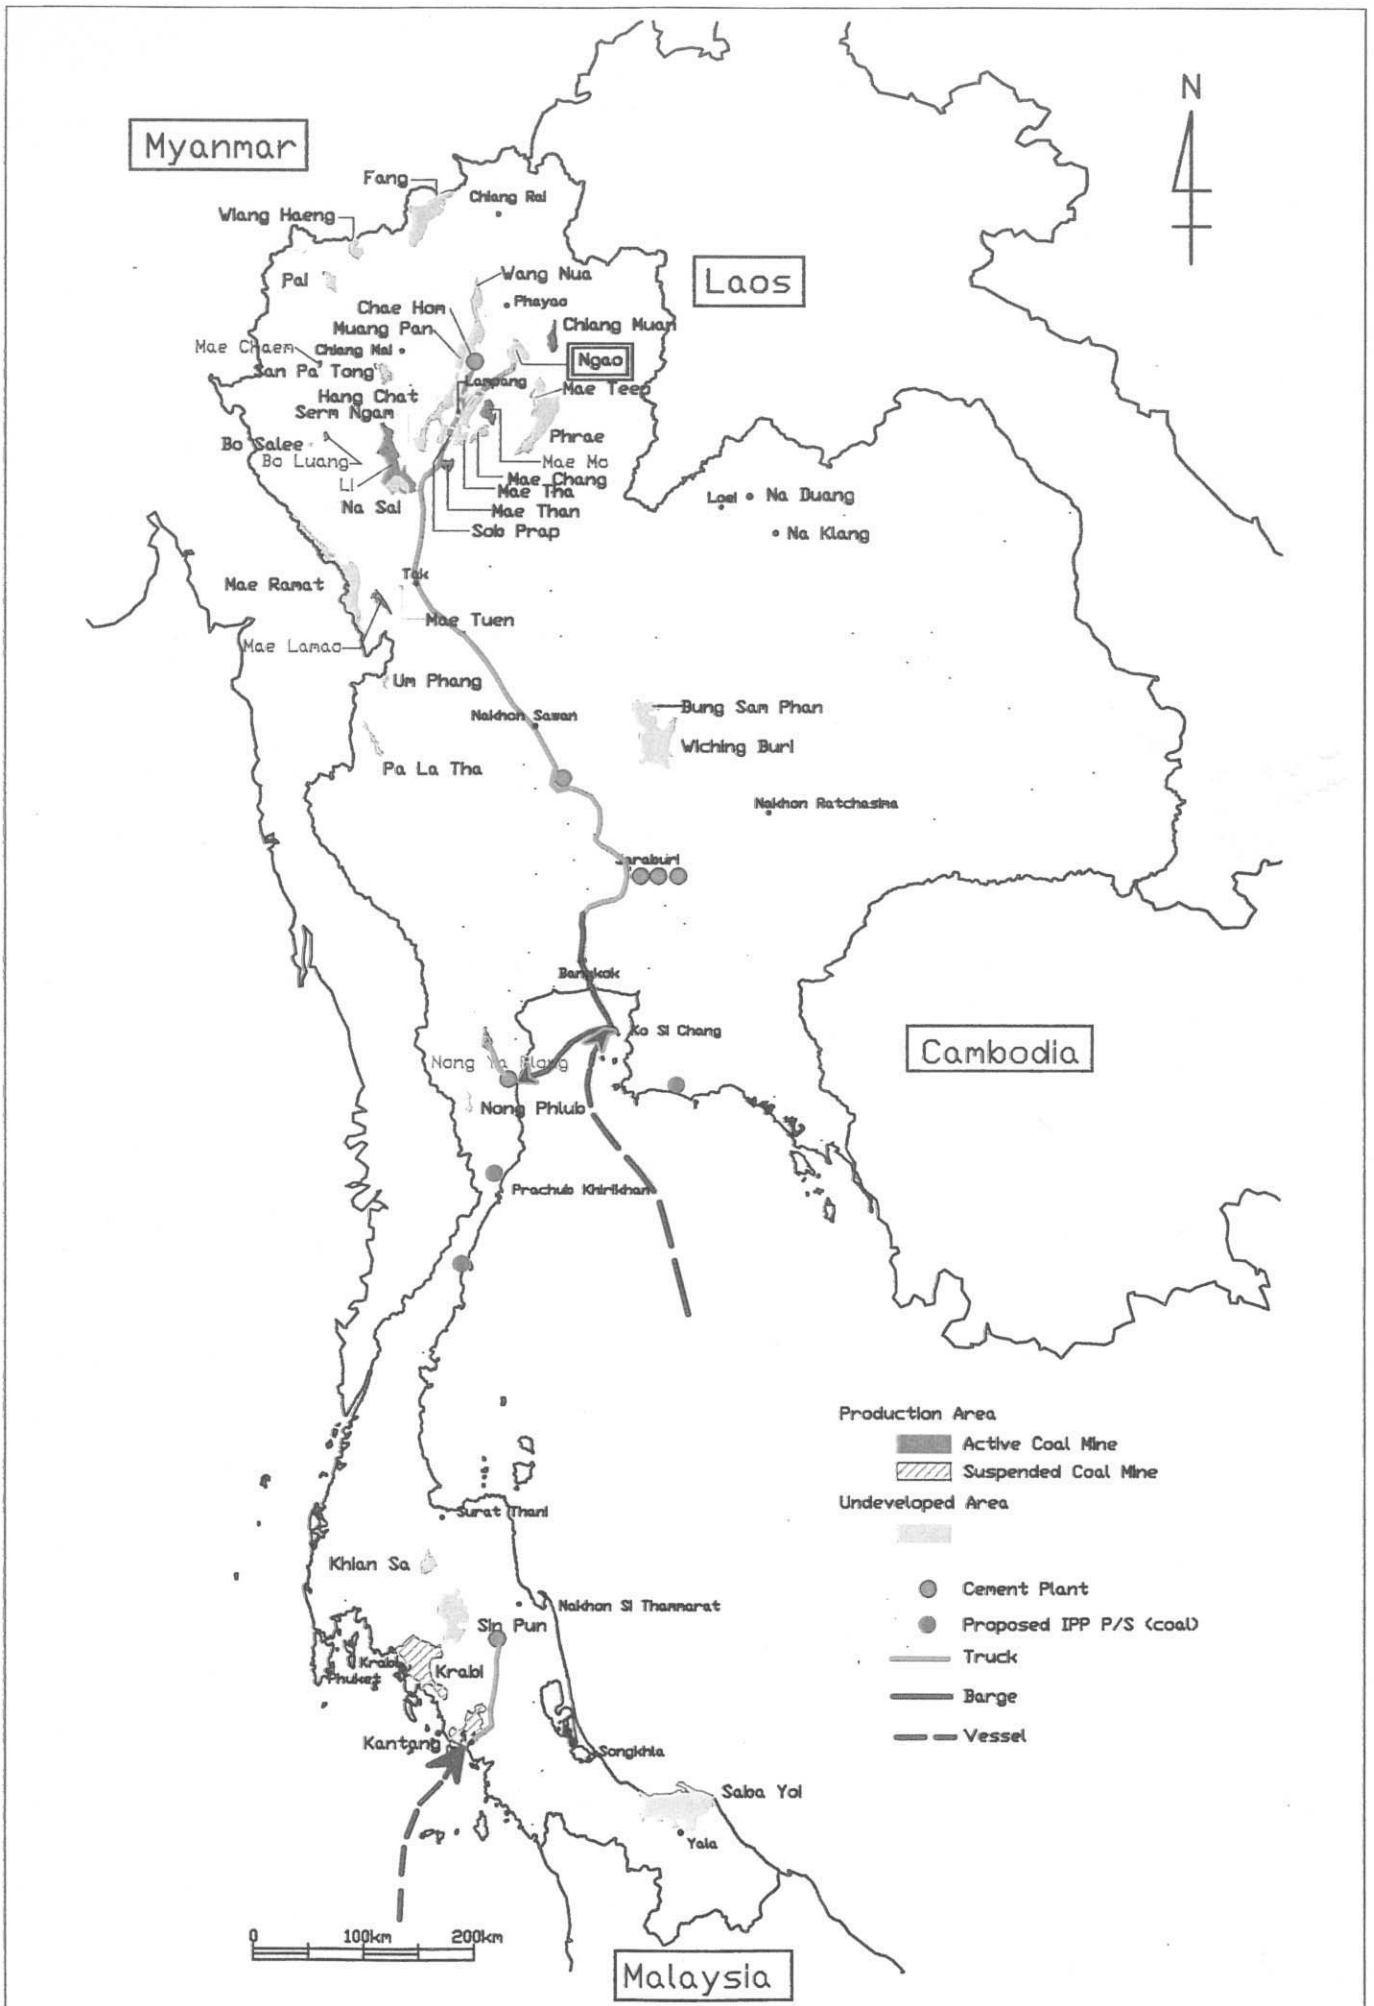 N
Myanmar
Fang
Chiang Rai
Wiang Haeng
Laos
Pai
Wang Nua
Phayao
Chae Hom
Muang Pan
Chiang Muan
Mae Chaem
Chiang Mai
Ngao
San Pa Tong
Lampang
Mae Teep
Hang Chat
Serm Ngam
Phrae
Bo Salee
Bo Luang
Mae Mo
Li
Mae Chang
Mae Tha
Na Sai
Mae Than
Sob Prap
Loei
Na Duang
Na Klang
Tak
Mae Ramat
Mae Tuen
Mae Lamao
Um Phang
Bung Sam Phan
Nakhon Sawan
Wiching Buri
Pa La Tha
Nakhon Ratchasima
Saraburi
Bangkok
Ko Si Chang
Cambodia
Nong Ya Plong
Nong Phlub
Prachub Khirikhan
Production Area
Active Coal Mine
Suspended Coal Mine
Undeveloped Area
Surat Thani
Khian Sa
Cement Plant
Nakhon Si Thammarat
Sin Pun
Proposed IPP P/S (coal)
Truck
Krabi
Krabi
Phuket
Barge
Vessel
Kantang
Songkhla
Saba Yoi
Yala
0 100km 200km
Malaysia